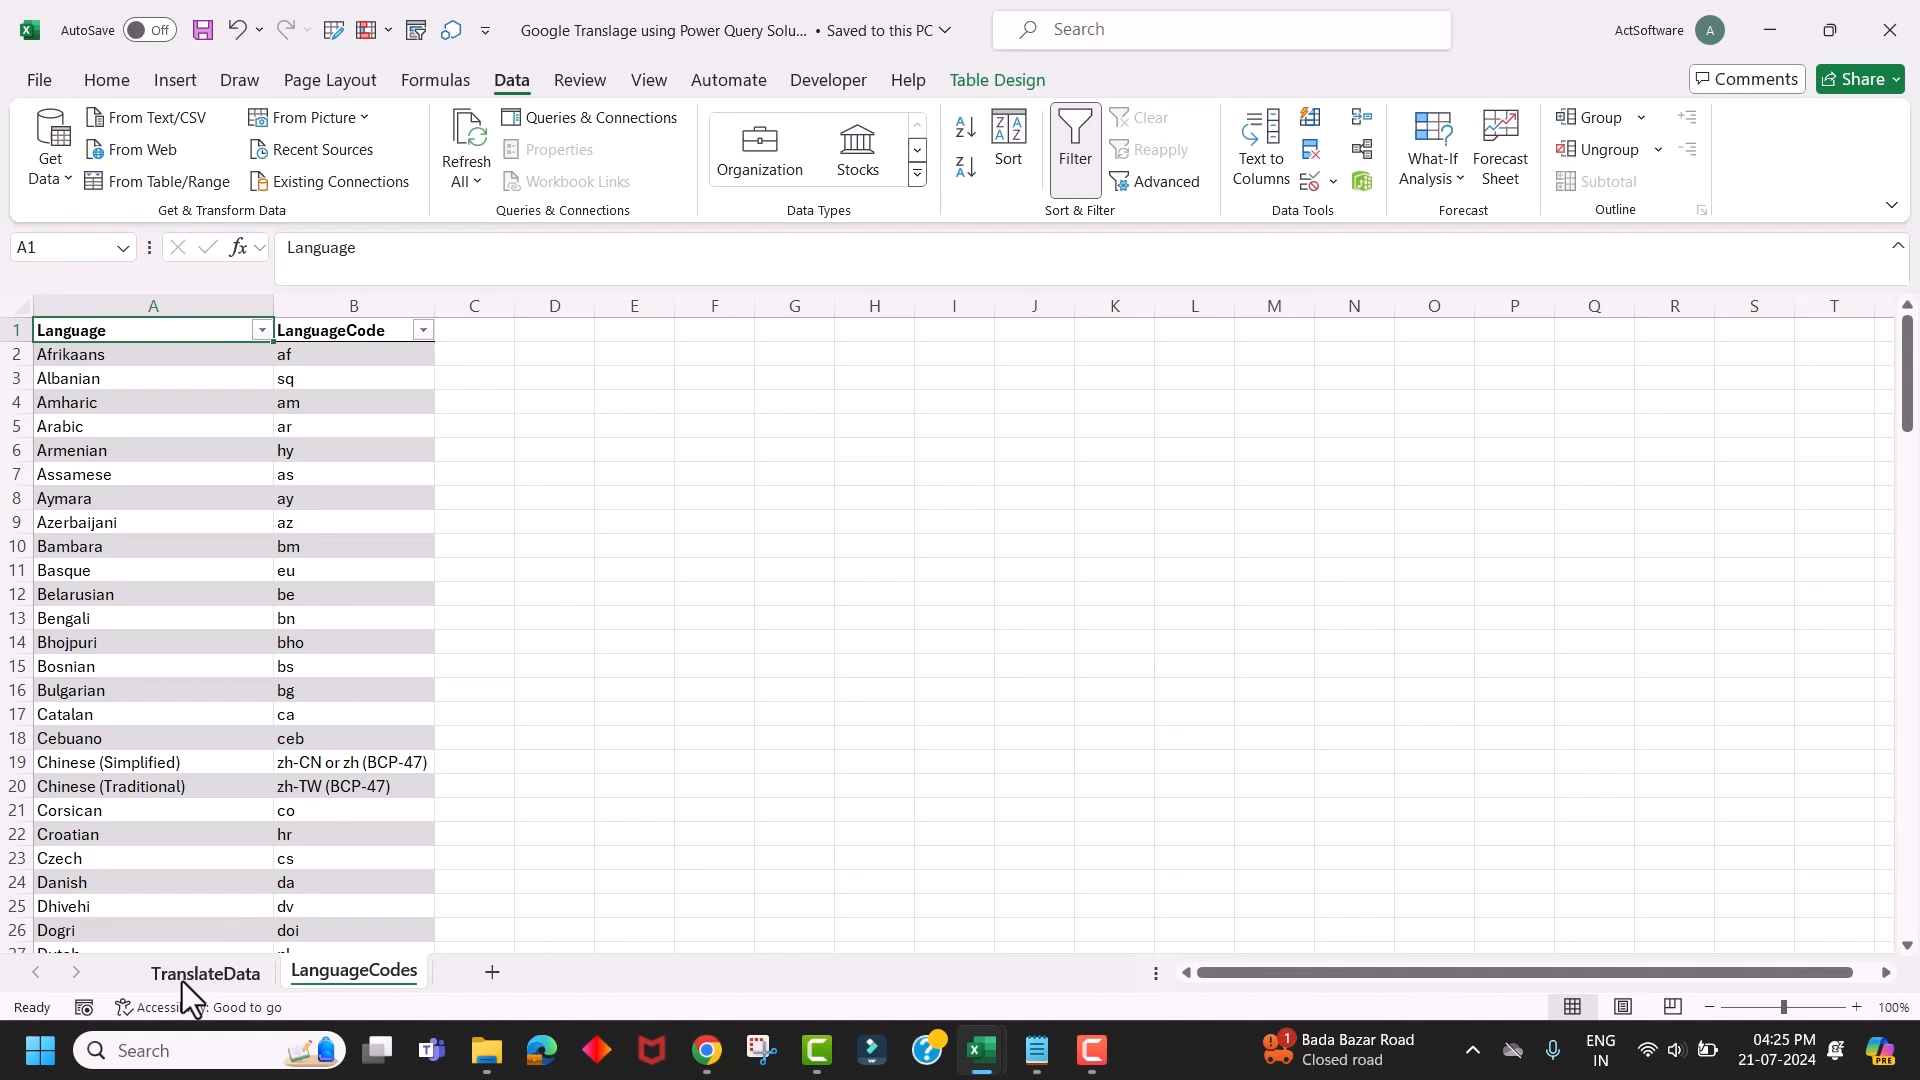 AutoSave Off Google Translage using Power Query Solu... • Saved to this PC Search ActSoftware A
File Home Insert Draw Page Layout Formulas Data Review View Automate Developer Help Table Design Comments Share
Get Data From Text/CSV From Picture Refresh All Queries & Connections Organization Stocks Sort Filter Clear Text to Columns What-If Analysis Forecast Sheet Group
From Web Recent Sources Properties Reapply Ungroup
From Table/Range Existing Connections Workbook Links Advanced Subtotal
Get & Transform Data Queries & Connections Data Types Sort & Filter Data Tools Forecast Outline
A1 fx Language
A B C D E F G H I J K L M N O P Q R S T
1 Language LanguageCode
2 Afrikaans af
3 Albanian sq
4 Amharic am
5 Arabic ar
6 Armenian hy
7 Assamese as
8 Aymara ay
9 Azerbaijani az
10 Bambara bm
11 Basque eu
12 Belarusian be
13 Bengali bn
14 Bhojpuri bho
15 Bosnian bs
16 Bulgarian bg
17 Catalan ca
18 Cebuano ceb
19 Chinese (Simplified) zh-CN or zh (BCP-47)
20 Chinese (Traditional) zh-TW (BCP-47)
21 Corsican co
22 Croatian hr
23 Czech cs
24 Danish da
25 Dhivehi dv
26 Dogri doi
TranslateData LanguageCodes
Ready Good to go 100%
Search Bada Bazar Road ENG 04:25 PM
Closed road IN 21-07-2024